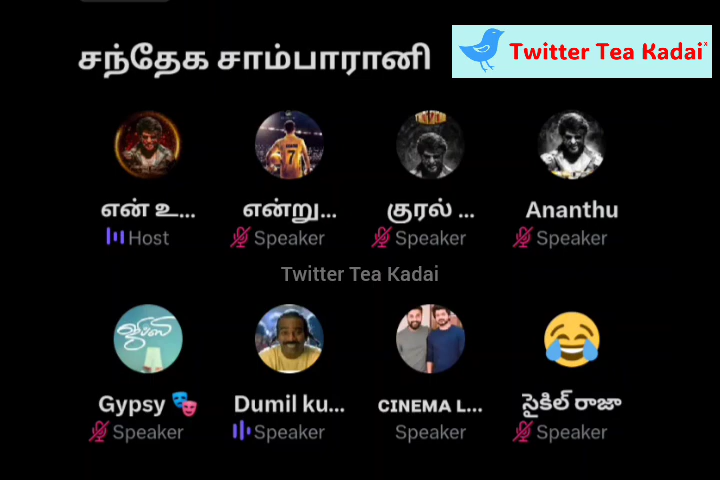 சந்தேக சாம்பாரானி
Twitter Tea Kadai
என் உ... என்று... குரல் ... Ananthu
Host Speaker Speaker Speaker
Twitter Tea Kadai
7
Gypsy Dumil ku... CINEMA L... சைகிள் ராஜா
Speaker Speaker Speaker Speaker